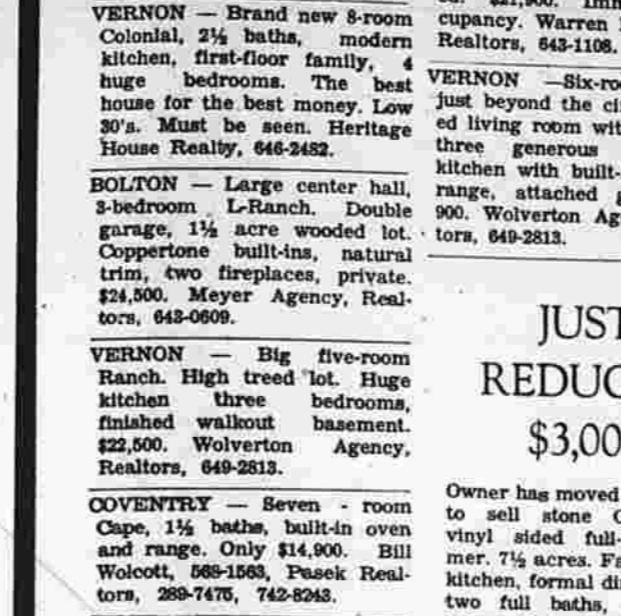 VERNON — Brand new 8-room
Colonial, 2½ baths, modern
kitchen, first-floor family, 4
huge bedrooms. The best
house for the best money. Low
30's. Must be seen. Heritage
House Realty, 646-2482.
BOLTON — Large center hall,
3-bedroom L-Ranch. Double
garage, 1½ acre wooded lot.
Coppertone built-ins, natural
trim, two fireplaces, private.
$24,500. Meyer Agency, Real-
tors, 643-0609.
VERNON — Big five-room
Ranch. High treed lot. Huge
kitchen three bedrooms,
finished walkout basement.
$22,500. Wolverton Agency,
Realtors, 649-2813.
COVENTRY — Seven - room
Cape, 1½ baths, built-in oven
and range. Only $14,900. Bill
Wolcott, 568-1563, Pasek Real-
tors, 289-7475, 742-8243.
cupancy. Warren
Realtors, 643-1108.
VERNON —Six-ro
just beyond the ci
ed living room wit
three generous
kitchen with built-
range, attached
900. Wolverton Ag
tors, 649-2813.
JUST
REDUC
$3,00
Owner has moved
to sell stone
vinyl sided full-
mer. 7½ acres. Fa
kitchen, formal di
two full baths,